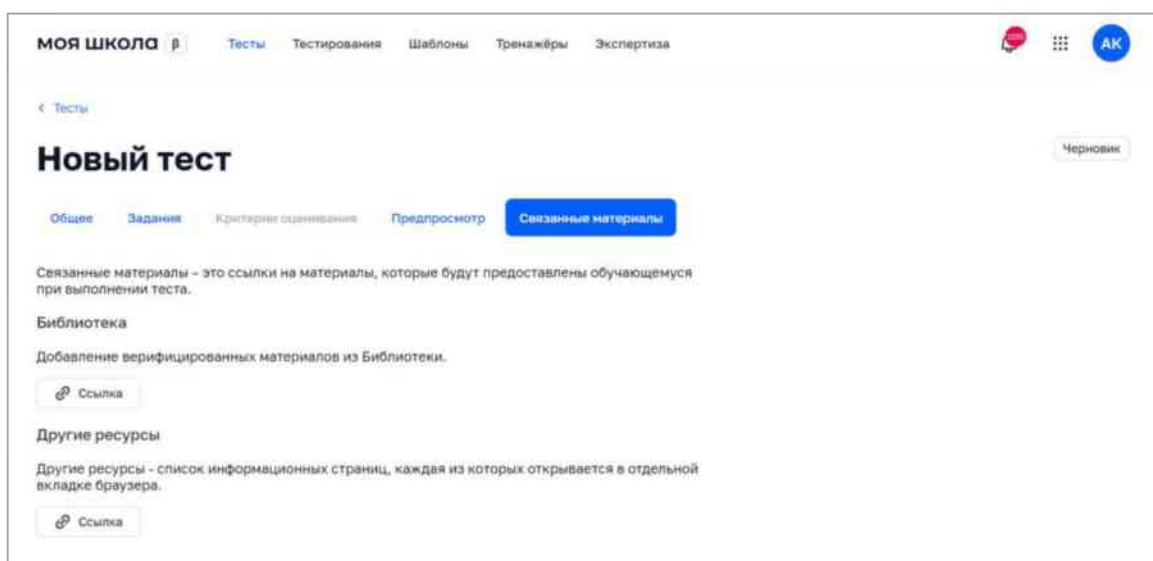 моя школа β Тесты Тестирования Шаблоны Тренажёры Экспертиза АК
< Тесты
Новый тест
Черновик
Общее Задания Критерии оценивания Предпросмотр Связанные материалы
Связанные материалы – это ссылки на материалы, которые будут предоставлены обучающемуся
при выполнении теста.
Библиотека
Добавление верифицированных материалов из Библиотеки.
Ссылка
Другие ресурсы
Другие ресурсы - список информационных страниц, каждая из которых открывается в отдельной
вкладке браузера.
Ссылка